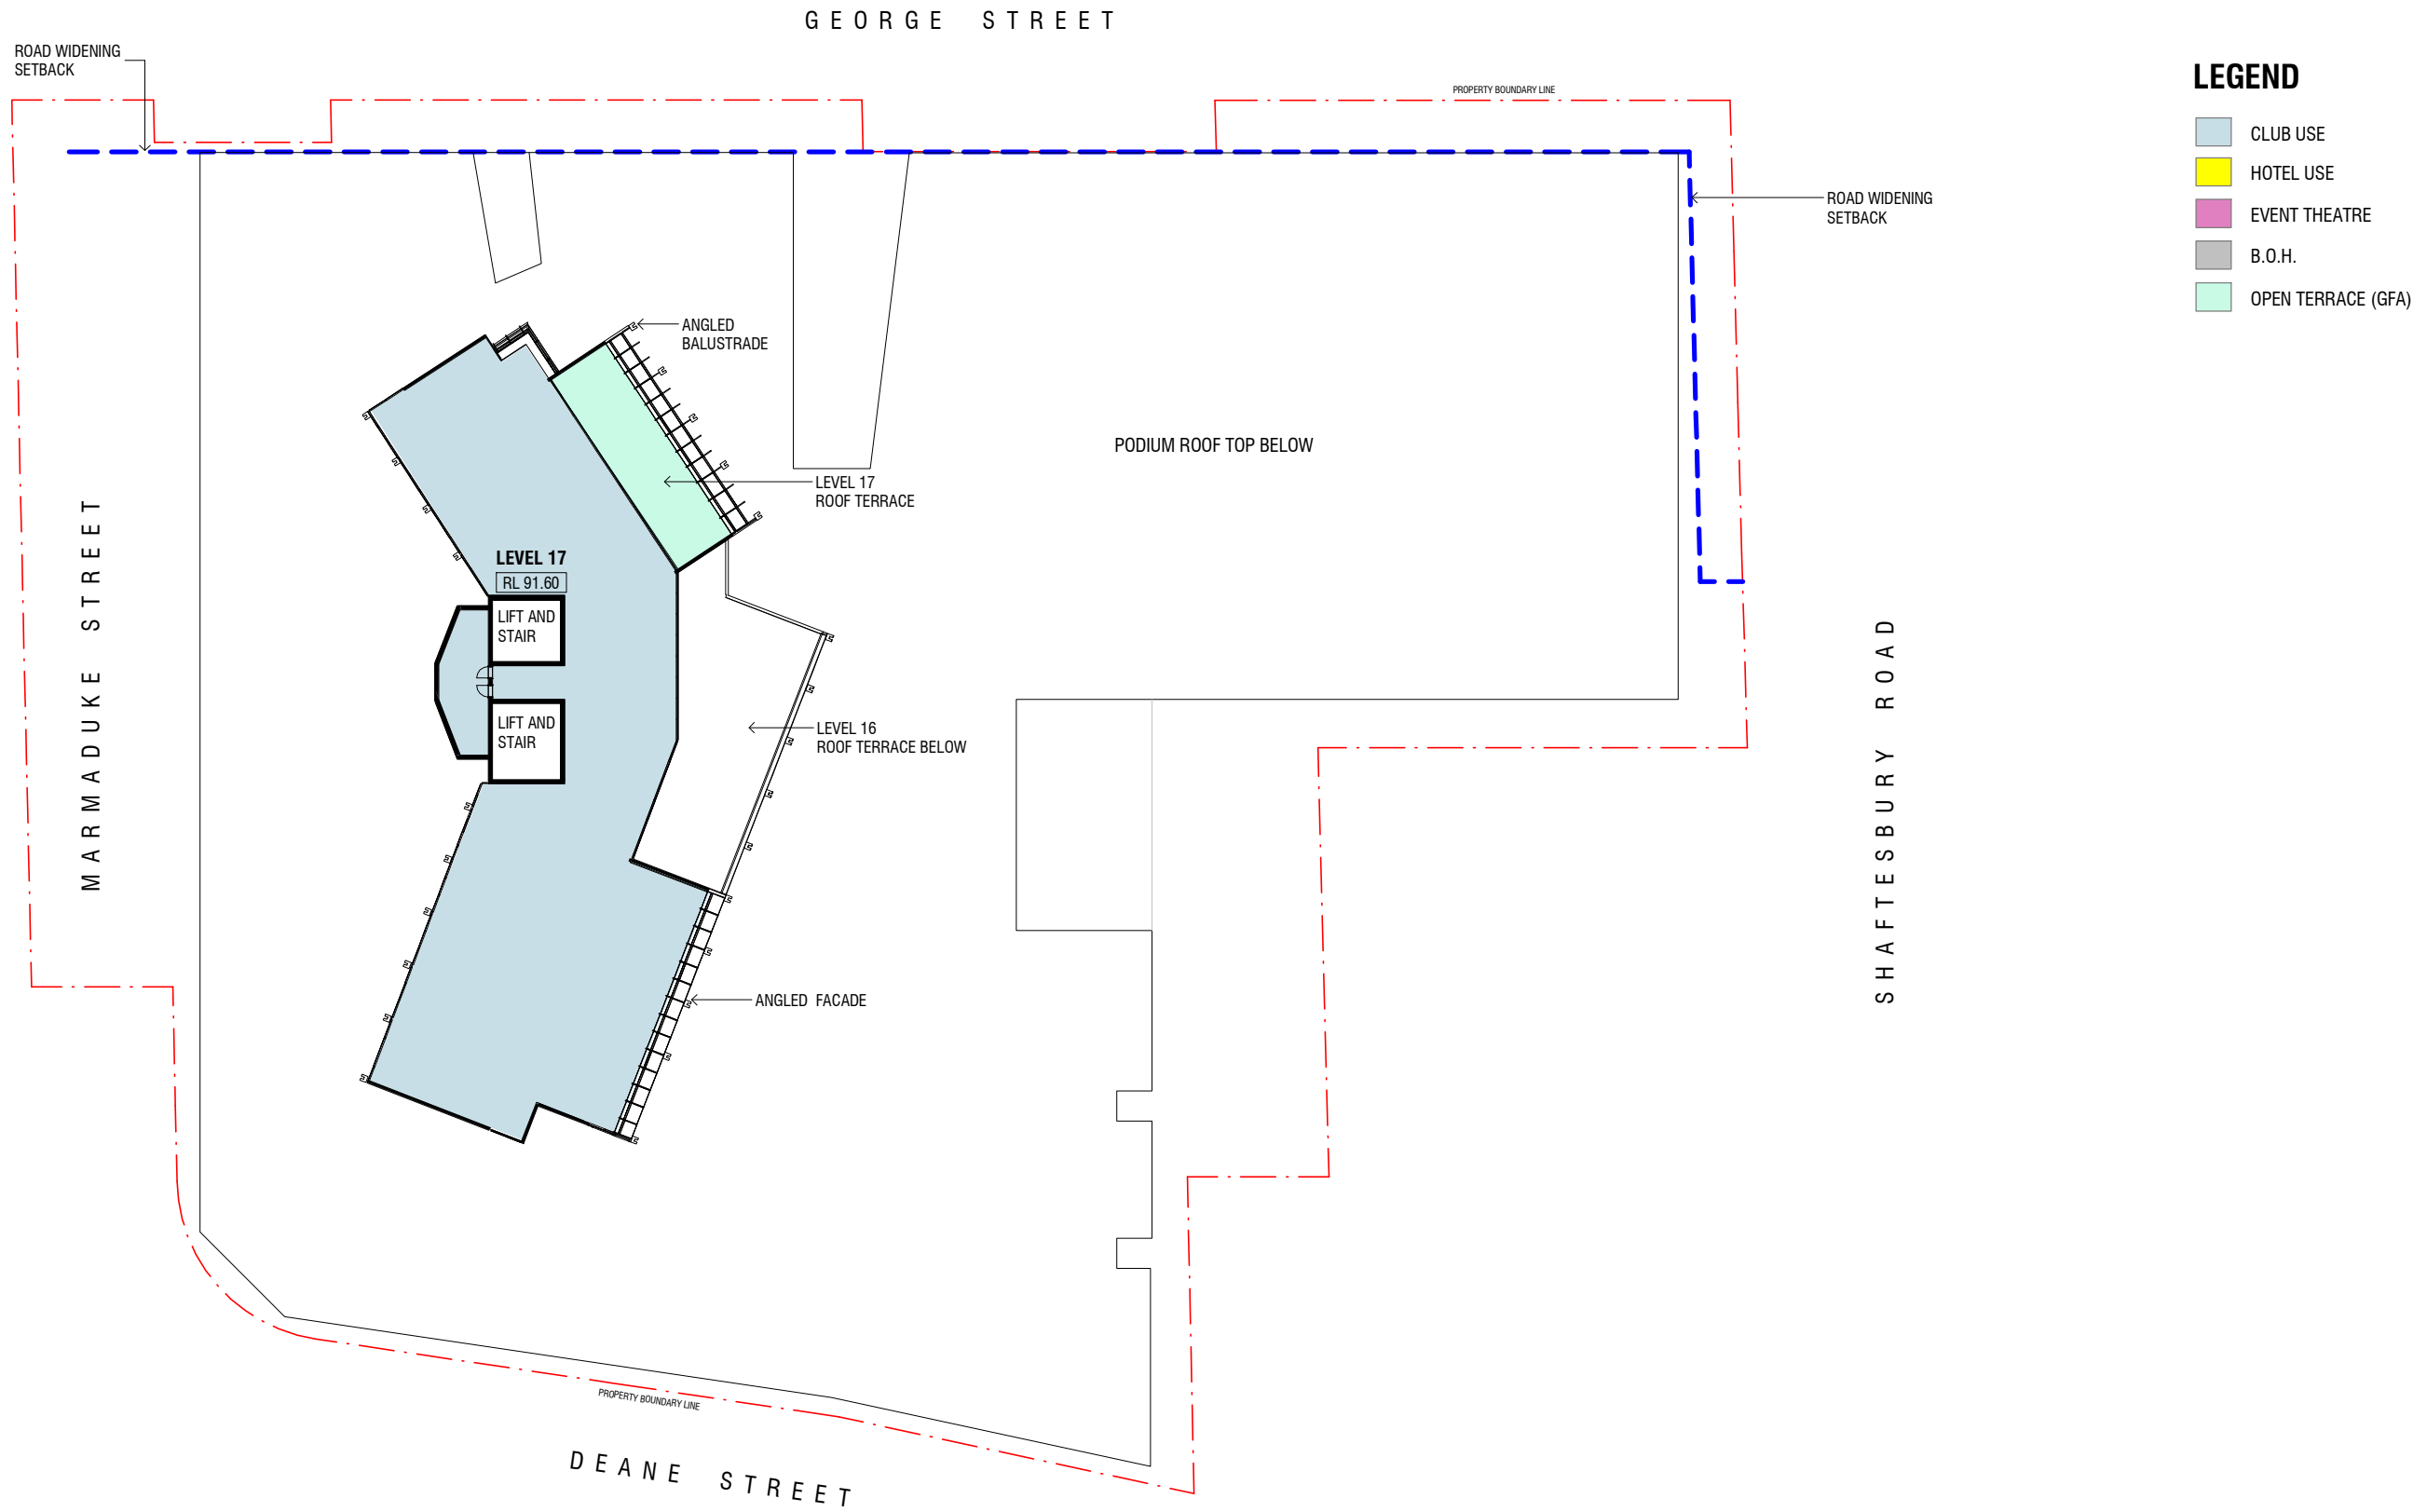 GEORGE STREET
ROAD WIDENING
SETBACK
PROPERTY BOUNDARY LINE
LEGEND
CLUB USE
HOTEL USE
EVENT THEATRE
B.O.H.
OPEN TERRACE (GFA)
ROAD WIDENING
SETBACK
ANGLED
BALUSTRADE
PODIUM ROOF TOP BELOW
LEVEL 17
ROOF TERRACE
MARMADUKE STREET
LEVEL 17
RL 91.60
LIFT AND
STAIR
LIFT AND
STAIR
LEVEL 16
ROOF TERRACE BELOW
SHAFTESBURY ROAD
ANGLED FACADE
PROPERTY BOUNDARY LINE
DEANE STREET